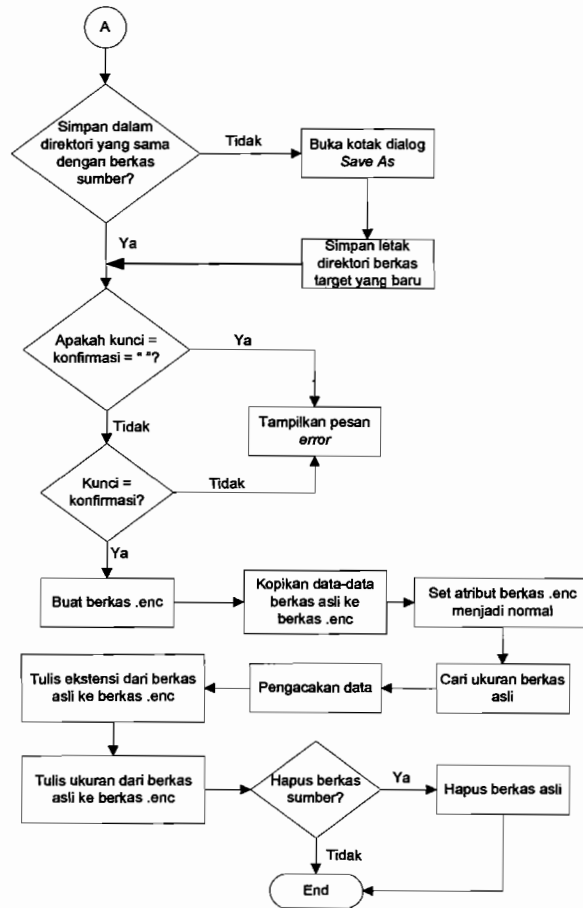 A
Simpan dalam
direktori yang sama
dengan berkas
sumber?
Tidak
Buka kotak dialog
Save As
Ya
Simpan letak
direktori berkas
target yang baru
Apakah kunci =
konfirmasi = " "?
Ya
Tidak
Tampilkan pesan
error
Kunci =
konfirmasi?
Tidak
Ya
Buat berkas .enc
Kopikan data-data
berkas asli ke
berkas .enc
Set atribut berkas .enc
menjadi normal
Tulis ekstensi dari berkas
asli ke berkas .enc
Pengacakan data
Cari ukuran berkas
asli
Tulis ukuran dari berkas
asli ke berkas .enc
Hapus berkas
sumber?
Ya
Hapus berkas asli
Tidak
End